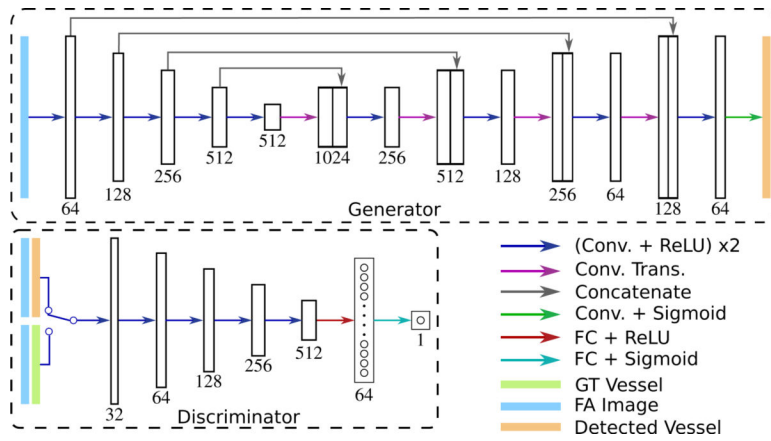 64
128
256
512
512
1024
256
512
128
256
64
128
64
Generator
32
64
128
256
512
64
1
Discriminator
(Conv. + ReLU) x2
Conv. Trans.
Concatenate
Conv. + Sigmoid
FC + ReLU
FC + Sigmoid
GT Vessel
FA Image
Detected Vessel